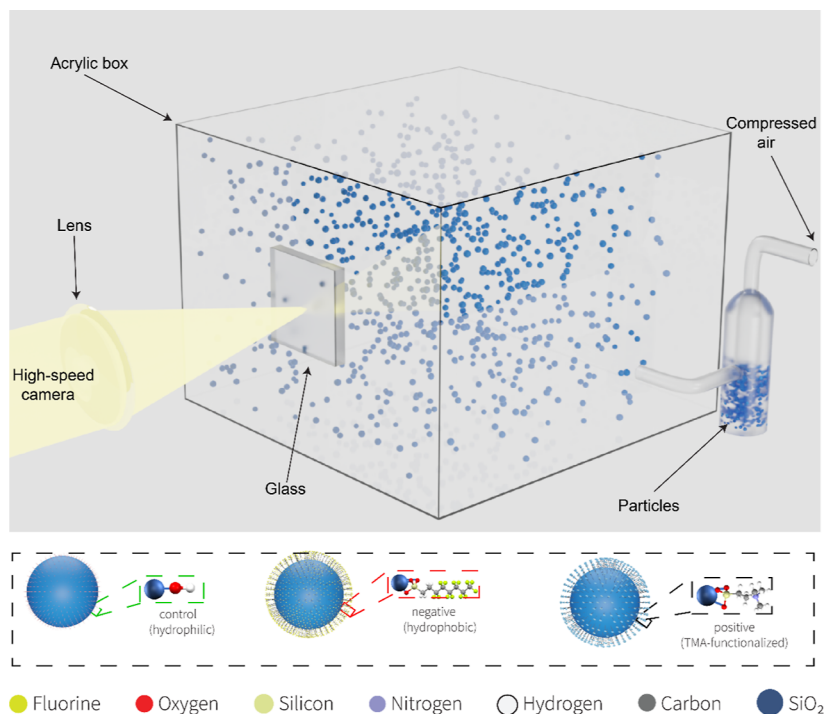 Acrylic box
Compressed
air
Lens
High-speed
camera
Glass
Particles
control
(hydrophilic)
negative
(hydrophobic)
positive
(TMA-functionalized)
Fluorine
Oxygen
Silicon
Nitrogen
Hydrogen
Carbon
SiO₂